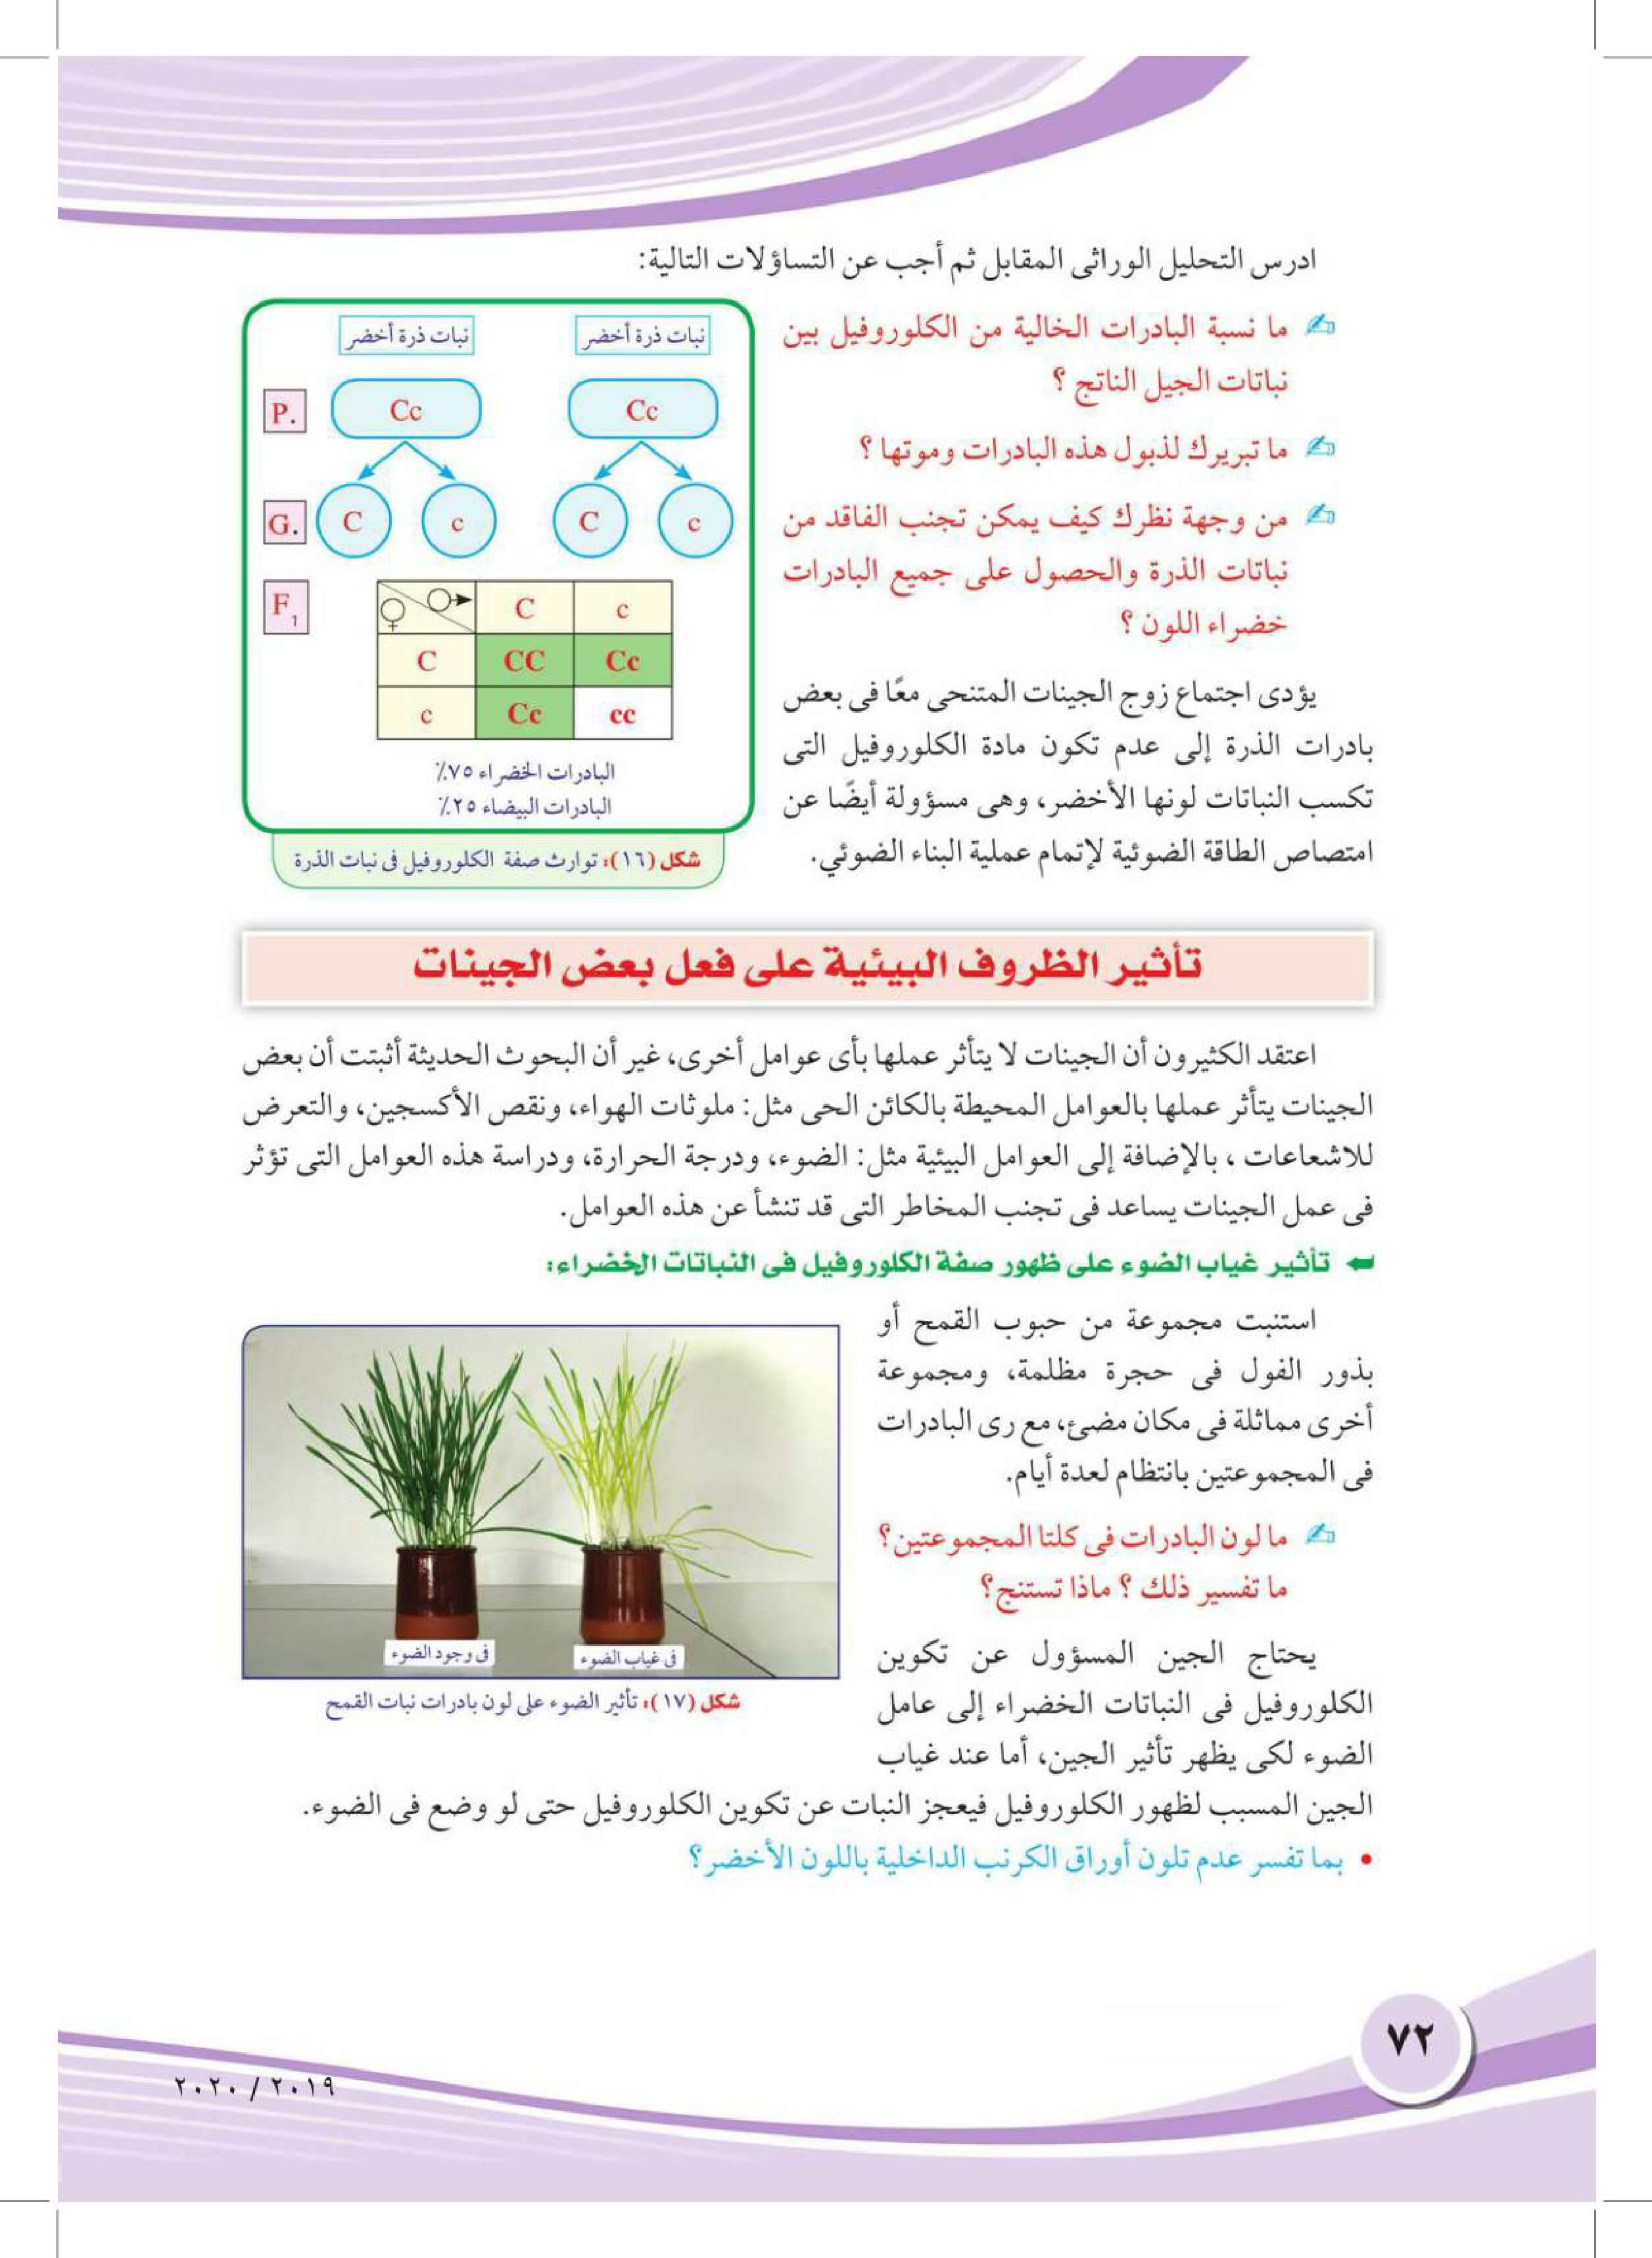 ادرس التحليل الوراثى المقابل ثم أجب عن التساؤلات التالية:
ما نسبة البادرات الخالية من الكلوروفيل بين
نباتات الجيل الناتج ؟
ما تبريرك لذبول هذه البادرات وموتها ؟
من وجهة نظرك كيف يمكن تجنب الفاقد من
نباتات الذرة والحصول على جميع البادرات
خضراء اللون ؟
يؤدى اجتماع زوج الجينات المتنحى معًا فى بعض
بادرات الذرة إلى عدم تكون مادة الكلوروفيل التى
تكسب النباتات لونها الأخضر، وهى مسؤولة أيضًا عن
امتصاص الطاقة الضوئية لإتمام عملية البناء الضوئي.
نبات ذرة أخضر نبات ذرة أخضر
P. Cc Cc
G. C c C c
F1 ♀ ♂ C c
C CC Cc
c Cc cc
البادرات الخضراء ٧٥٪
البادرات البيضاء ٢٥٪
شكل (١٦): توارث صفة الكلوروفيل فى نبات الذرة
تأثير الظروف البيئية على فعل بعض الجينات
اعتقد الكثيرون أن الجينات لا يتأثر عملها بأى عوامل أخرى، غير أن البحوث الحديثة أثبتت أن بعض
الجينات يتأثر عملها بالعوامل المحيطة بالكائن الحى مثل: ملوثات الهواء، ونقص الأكسجين، والتعرض
للاشعاعات ، بالإضافة إلى العوامل البيئية مثل: الضوء، ودرجة الحرارة، ودراسة هذه العوامل التى تؤثر
فى عمل الجينات يساعد فى تجنب المخاطر التى قد تنشأ عن هذه العوامل.
تأثير غياب الضوء على ظهور صفة الكلوروفيل فى النباتات الخضراء:
استنبت مجموعة من حبوب القمح أو
بذور الفول فى حجرة مظلمة، ومجموعة
أخرى مماثلة فى مكان مضئ، مع رى البادرات
فى المجموعتين بانتظام لعدة أيام.
ما لون البادرات فى كلتا المجموعتين؟
ما تفسير ذلك ؟ ماذا تستنج؟
يحتاج الجين المسؤول عن تكوين
الكلوروفيل فى النباتات الخضراء إلى عامل
الضوء لكى يظهر تأثير الجين، أما عند غياب
الجين المسبب لظهور الكلوروفيل فيعجز النبات عن تكوين الكلوروفيل حتى لو وضع فى الضوء.
فى غياب الضوء
فى وجود الضوء
شكل (١٧): تأثير الضوء على لون بادرات نبات القمح
• بما تفسر عدم تلون أوراق الكرنب الداخلية باللون الأخضر؟
٧٢
٢٠١٩ / ٢٠٢٠